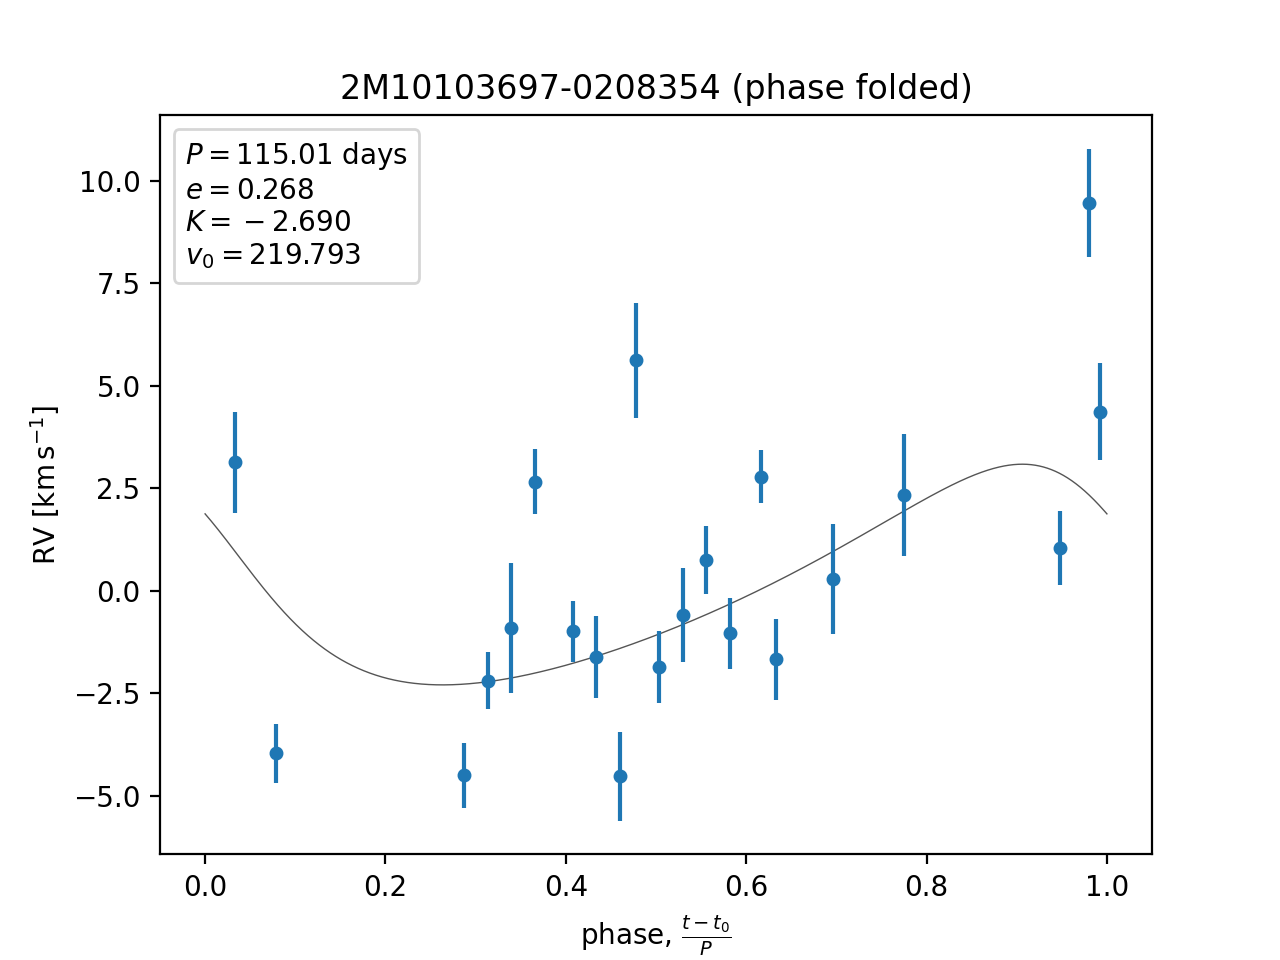 2M10103697-0208354 (phase folded)
P = 115.01 days
e = 0.268
K = − 2.690
v₀ = 219.793
10.0
7.5
5.0
2.5
0.0
−2.5
−5.0
RV [km s⁻¹]
0.0 0.2 0.4 0.6 0.8 1.0
phase, (t − t₀)/P